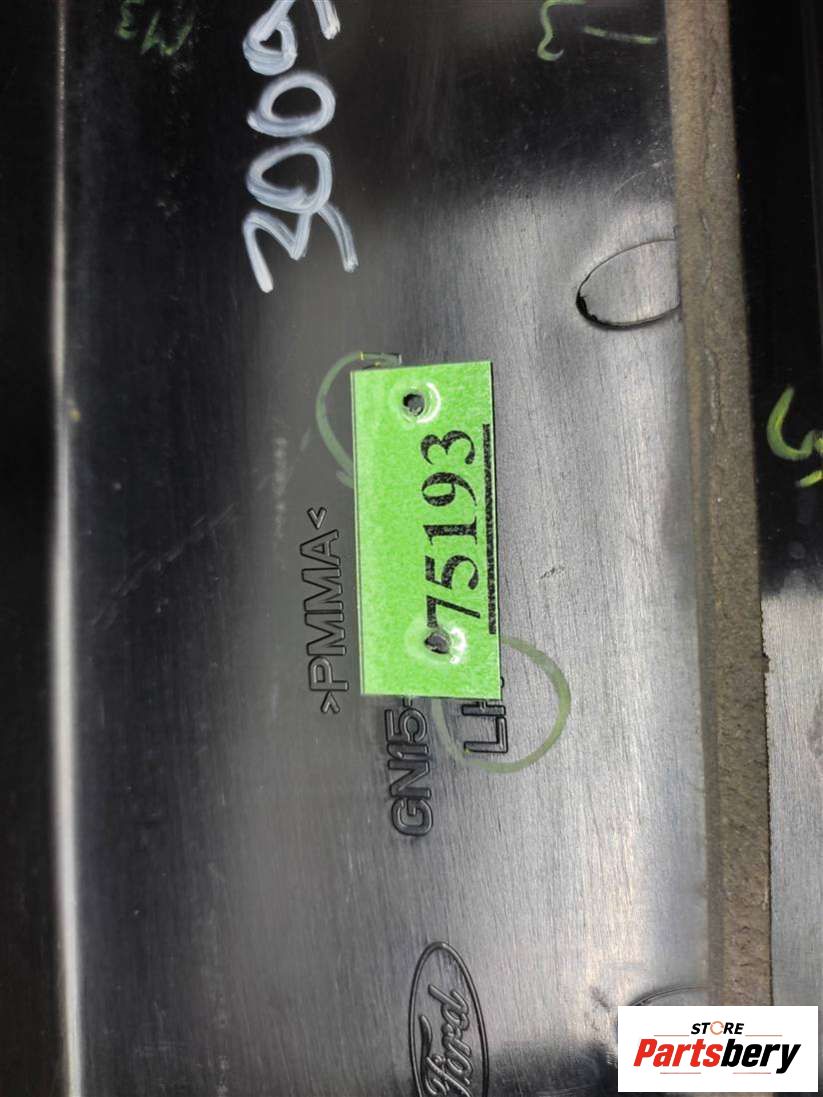 3009
75193
>PMMA<
GN15-
LH
Ford
STORE
Partsbery